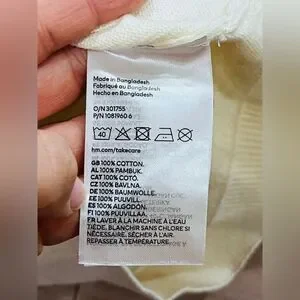 Made in Bangladesh
Fabriqué au Bangladesh
Hecho en Bangladesh
O/N 301755
P/N 1081960 6
40
hm.com/takecare
GB 100% COTTON.
AL 100% PAMBUK.
CAT 100% COTÓ.
CZ 100% BAVLNA.
DE 100% BAUMWOLLE.
EE 100% PUUVILL.
ES 100% ALGODÓN.
FI 100% PUUVILLAA.
FR LAVER À LA MACHINE À L'EAU
TIÈDE. BLANCHIR SANS CHLORE SI
NÉCESSAIRE. SÉCHER À L'AIR.
REPASSER À TEMPÉRATURE